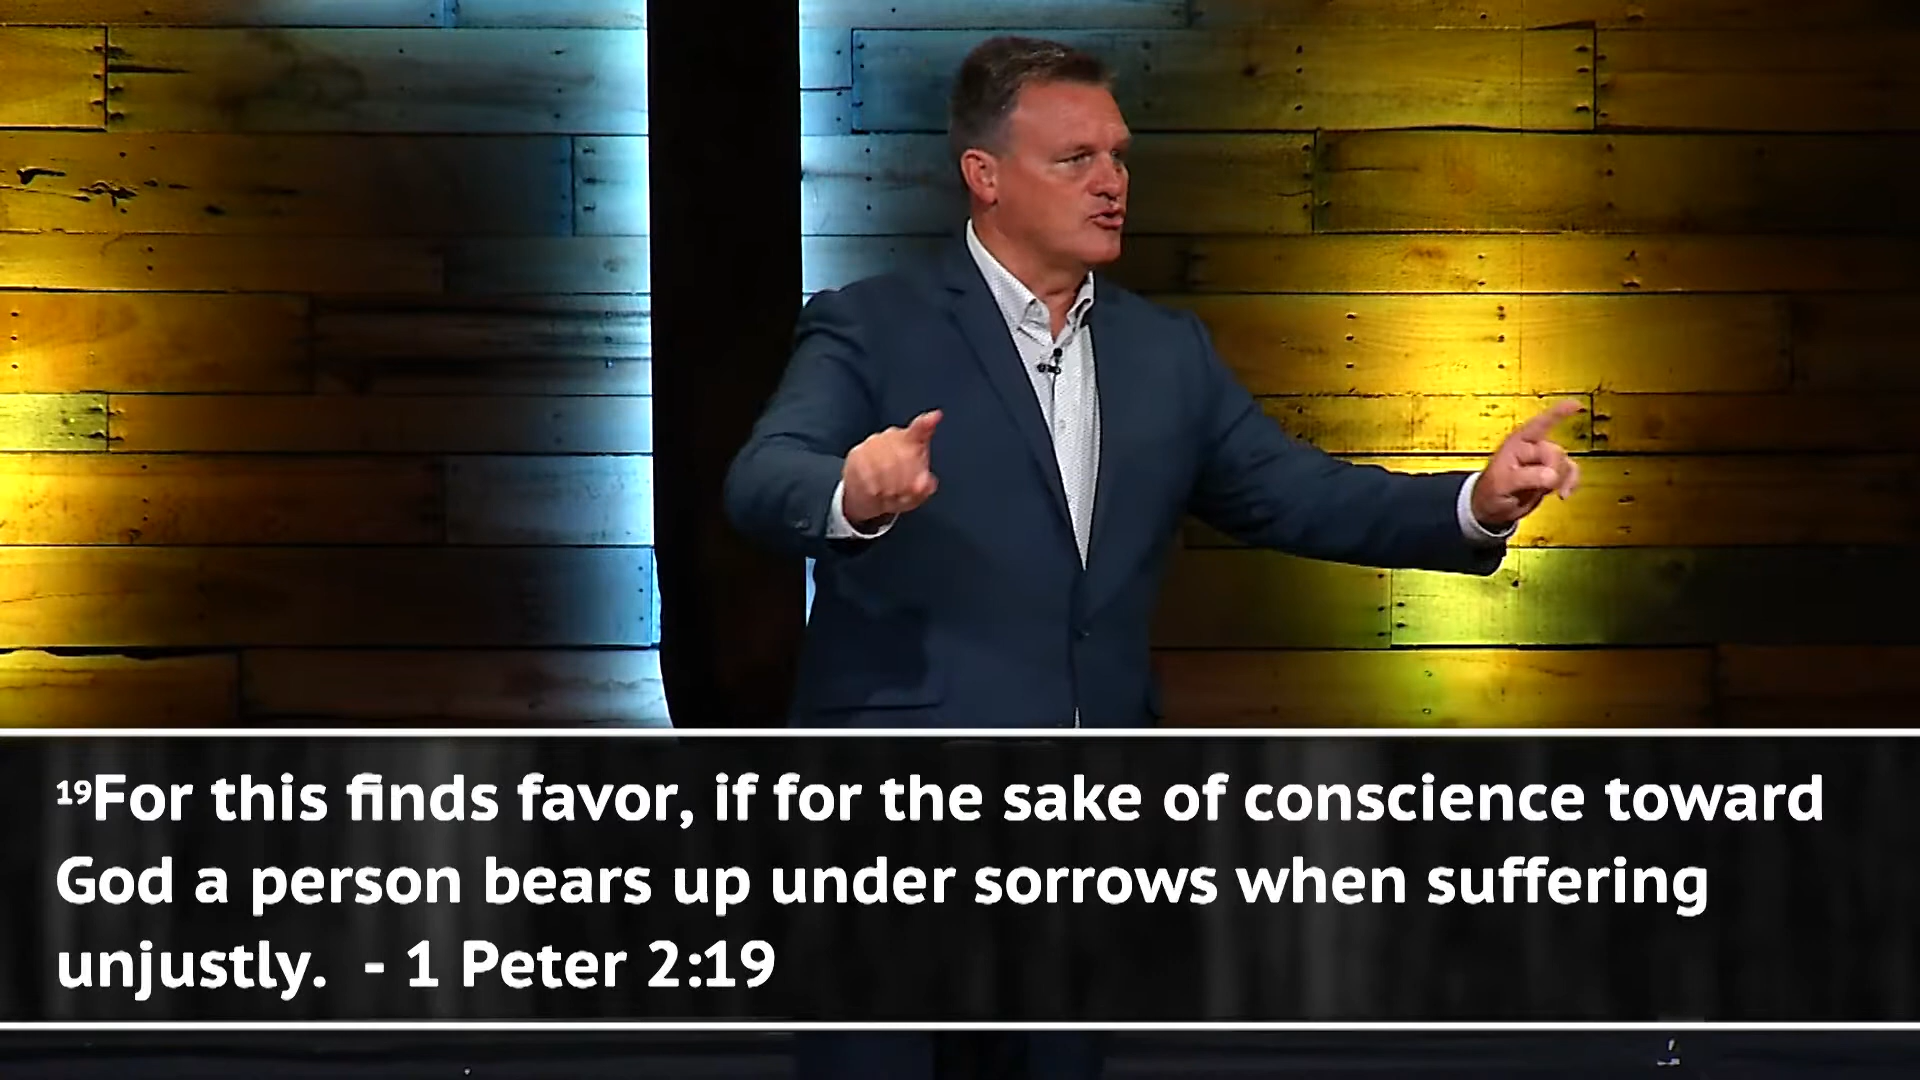 19For this finds favor, if for the sake of conscience toward
God a person bears up under sorrows when suffering
unjustly.  - 1 Peter 2:19